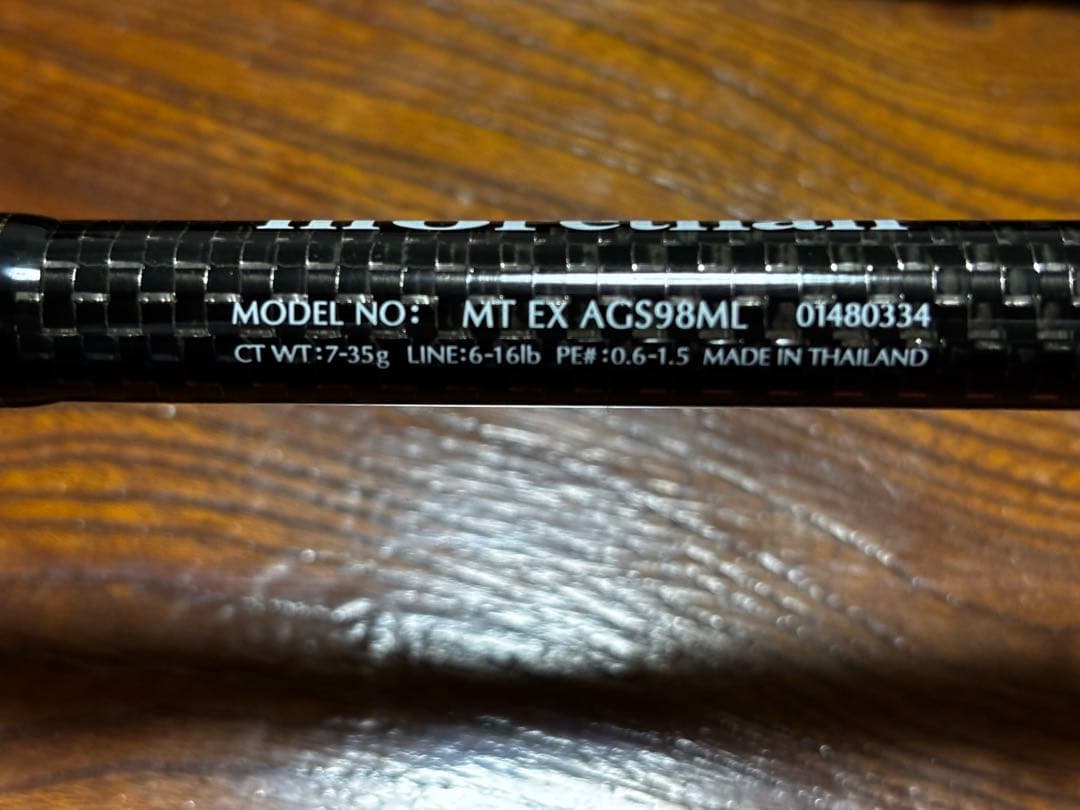 morethan
MODEL NO: MT EX AGS98ML 01480334
CT WT:7-35g LINE:6-16lb PE#:0.6-1.5 MADE IN THAILAND